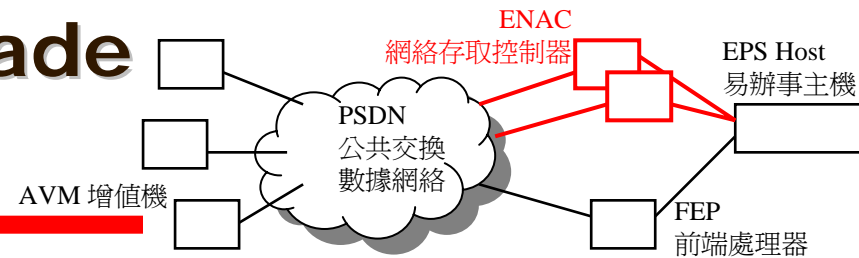 ade
ENAC
網絡存取控制器
EPS Host
易辦事主機
PSDN
公共交換
數據網絡
AVM 增值機
FEP
前端處理器